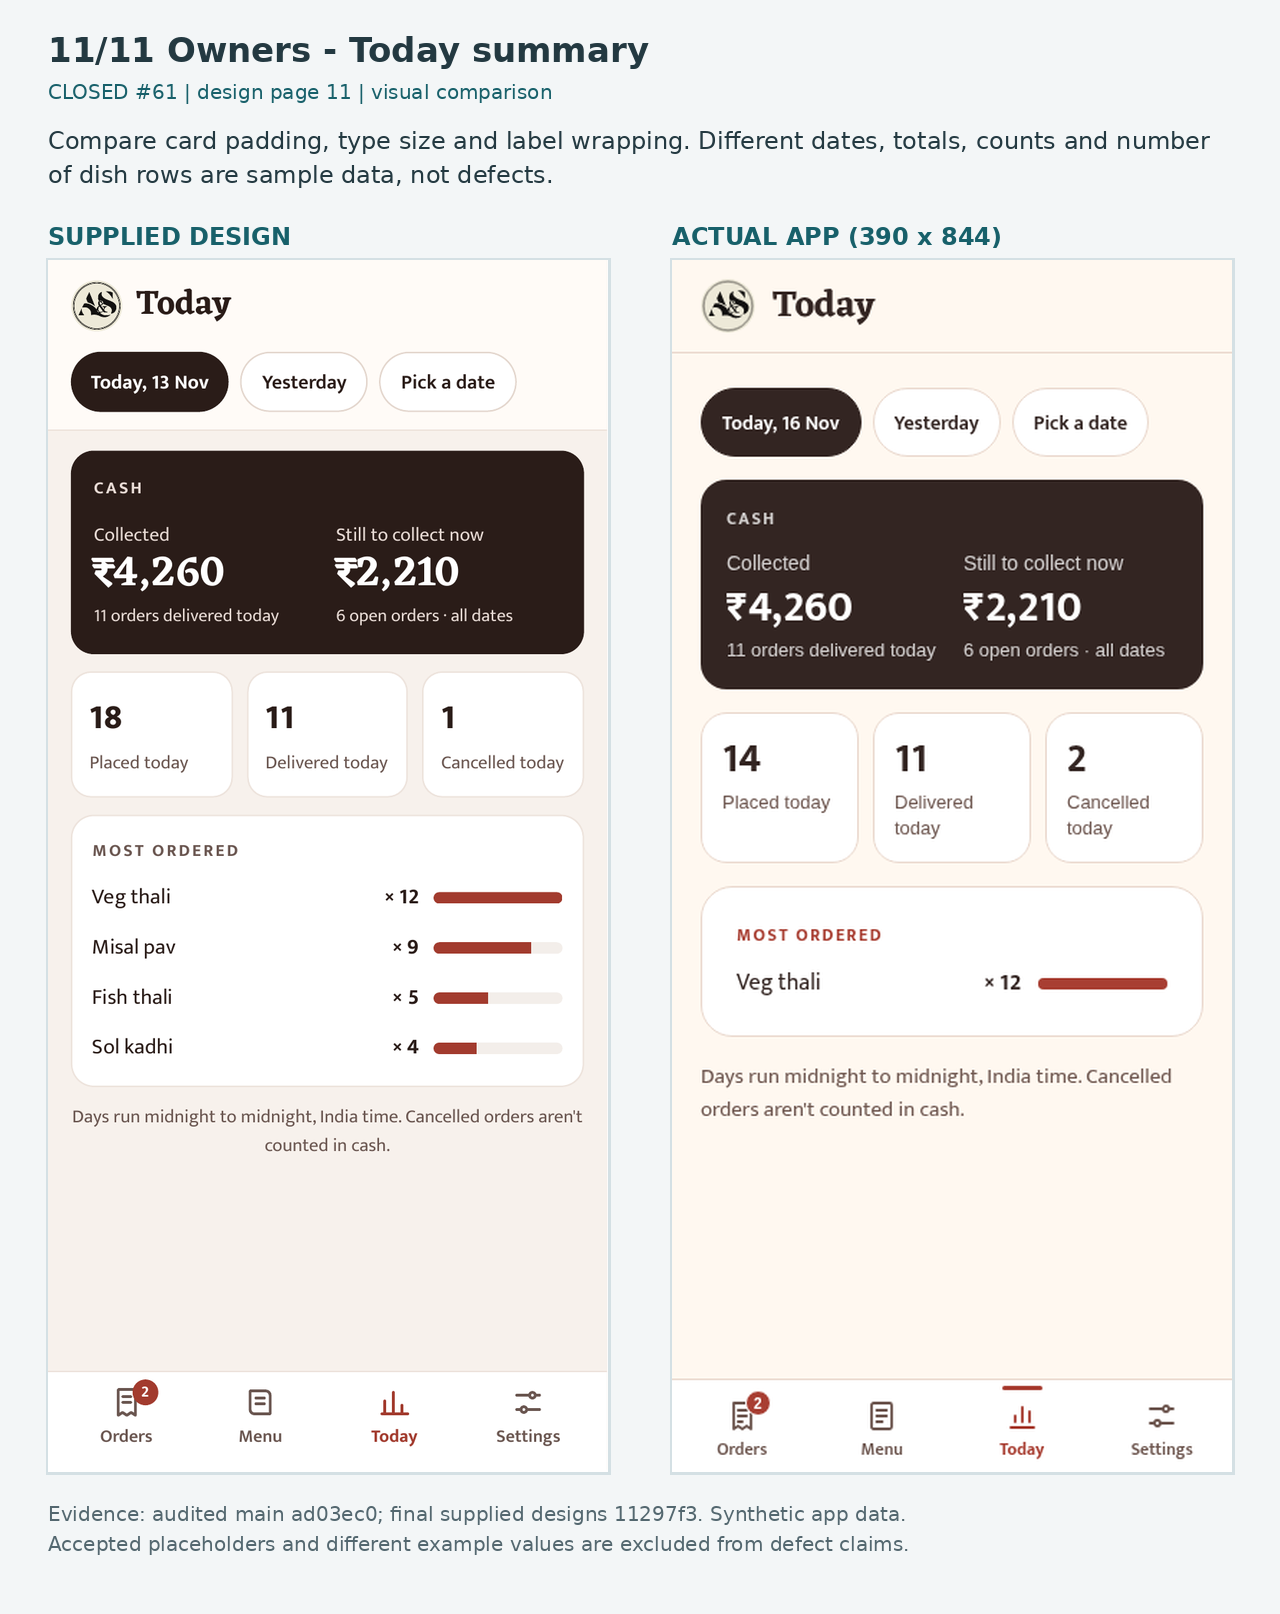 11/11 Owners - Today summary
CLOSED #61 | design page 11 | visual comparison
Compare card padding, type size and label wrapping. Different dates, totals, counts and number
of dish rows are sample data, not defects.
SUPPLIED DESIGN
A&S Today
Today, 13 Nov Yesterday Pick a date
CASH
Collected Still to collect now
₹4,260 ₹2,210
11 orders delivered today 6 open orders · all dates
18 11 1
Placed today Delivered today Cancelled today
MOST ORDERED
Veg thali × 12
Misal pav × 9
Fish thali × 5
Sol kadhi × 4
Days run midnight to midnight, India time. Cancelled orders aren't
counted in cash.
2
Orders Menu Today Settings
ACTUAL APP (390 x 844)
A&S Today
Today, 16 Nov Yesterday Pick a date
CASH
Collected Still to collect now
₹4,260 ₹2,210
11 orders delivered today 6 open orders · all dates
14 11 2
Placed today Delivered Cancelled
today today
MOST ORDERED
Veg thali × 12
Days run midnight to midnight, India time. Cancelled
orders aren't counted in cash.
2
Orders Menu Today Settings
Evidence: audited main ad03ec0; final supplied designs 11297f3. Synthetic app data.
Accepted placeholders and different example values are excluded from defect claims.